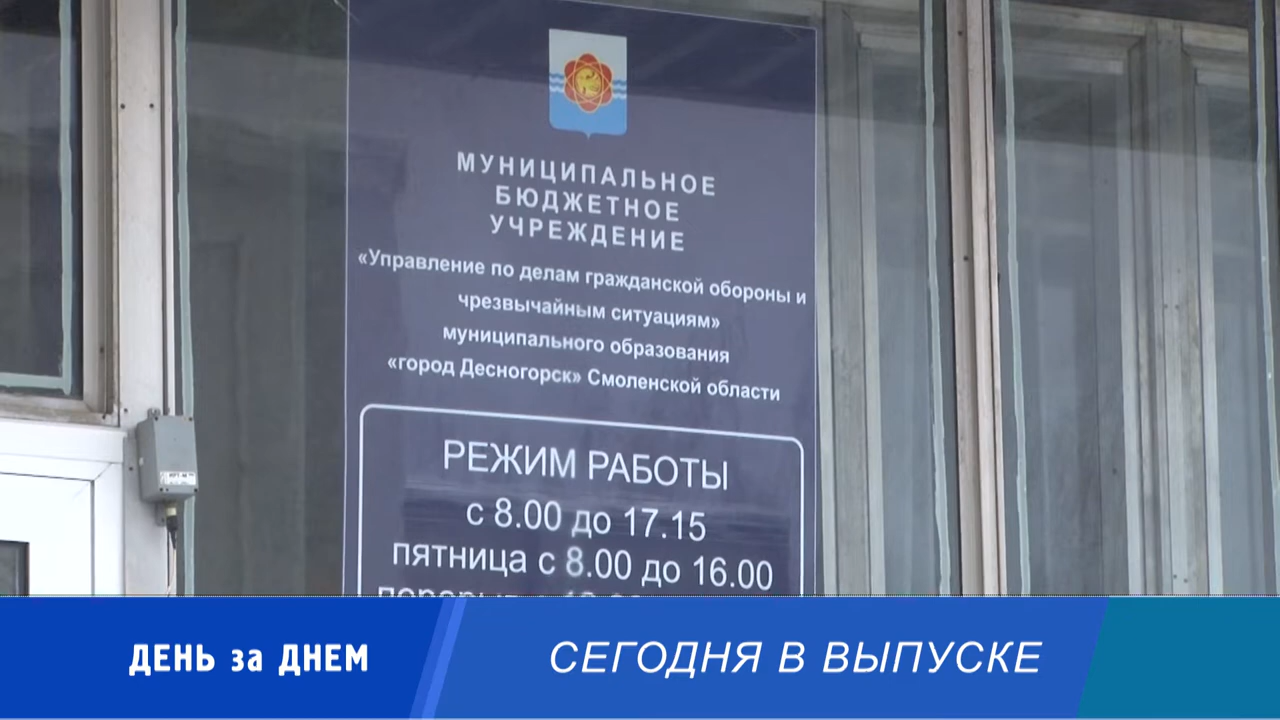 МУНИЦИПАЛЬНОЕ
БЮДЖЕТНОЕ
УЧРЕЖДЕНИЕ
«Управление по делам гражданской обороны и
чрезвычайным ситуациям»
муниципального образования
«город Десногорск» Смоленской области
РЕЖИМ РАБОТЫ
с 8.00 до 17.15
пятница с 8.00 до 16.00
ДЕНЬ за ДНЕМ
СЕГОДНЯ В ВЫПУСКЕ